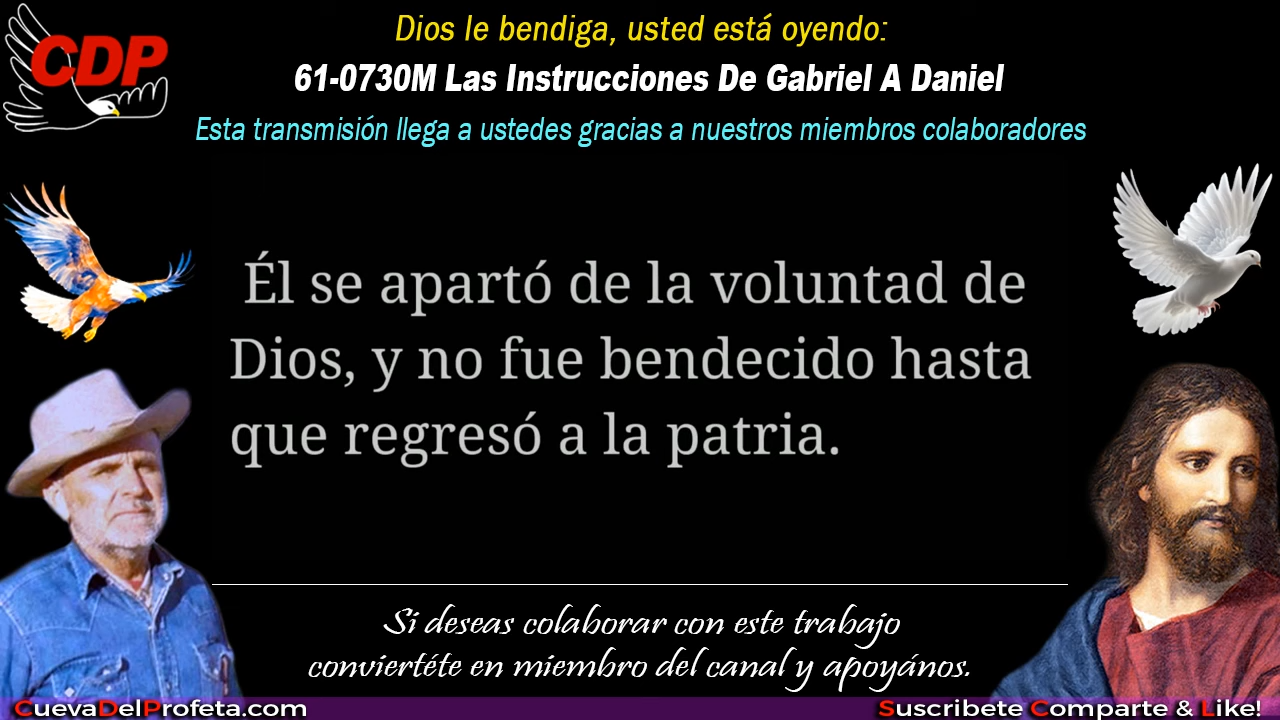 CDP
Dios le bendiga, usted está oyendo:
61-0730M Las Instrucciones De Gabriel A Daniel
Esta transmisión llega a ustedes gracias a nuestros miembros colaboradores
Él se apartó de la voluntad de
Dios, y no fue bendecido hasta
que regresó a la patria.
Si deseas colaborar con este trabajo
conviertéte en miembro del canal y apoyános.
CuevaDelProfeta.com
Suscribete Comparte & Like!